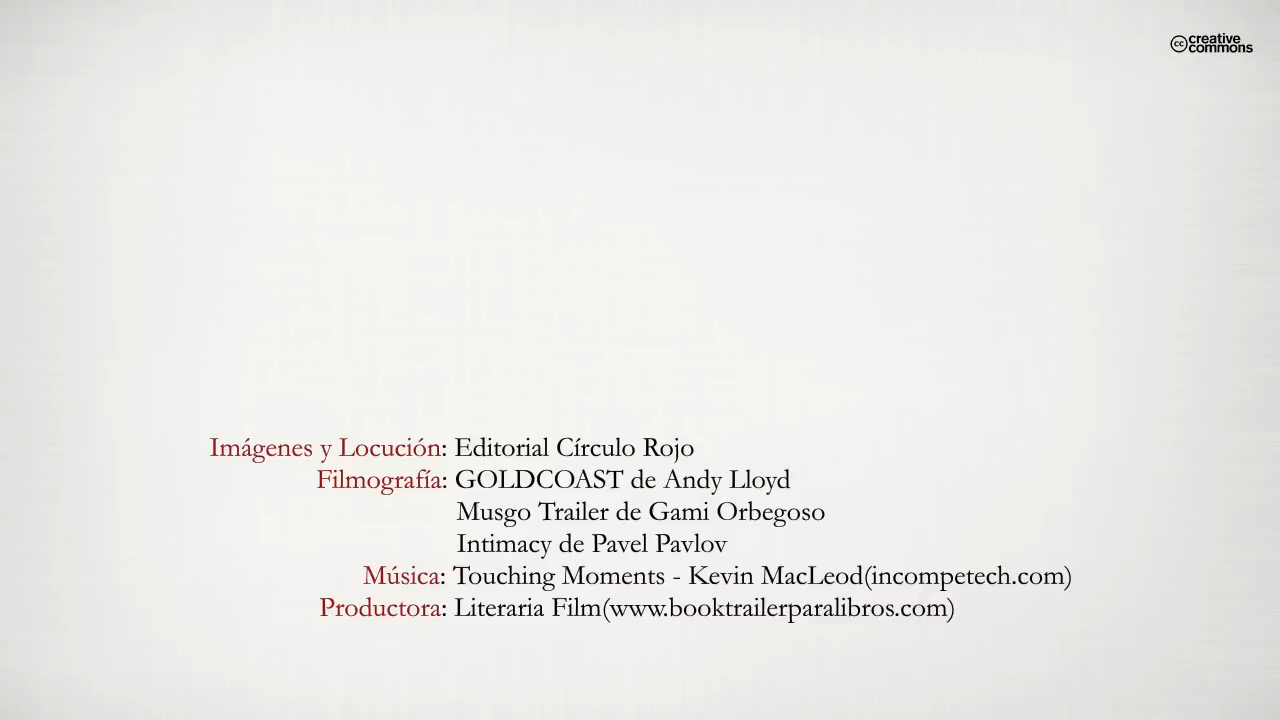 cc creative
commons
Imágenes y Locución: Editorial Círculo Rojo
Filmografía: GOLDCOAST de Andy Lloyd
Musgo Trailer de Gami Orbegoso
Intimacy de Pavel Pavlov
Música: Touching Moments - Kevin MacLeod(incompetech.com)
Productora: Literaria Film(www.booktrailerparalibros.com)